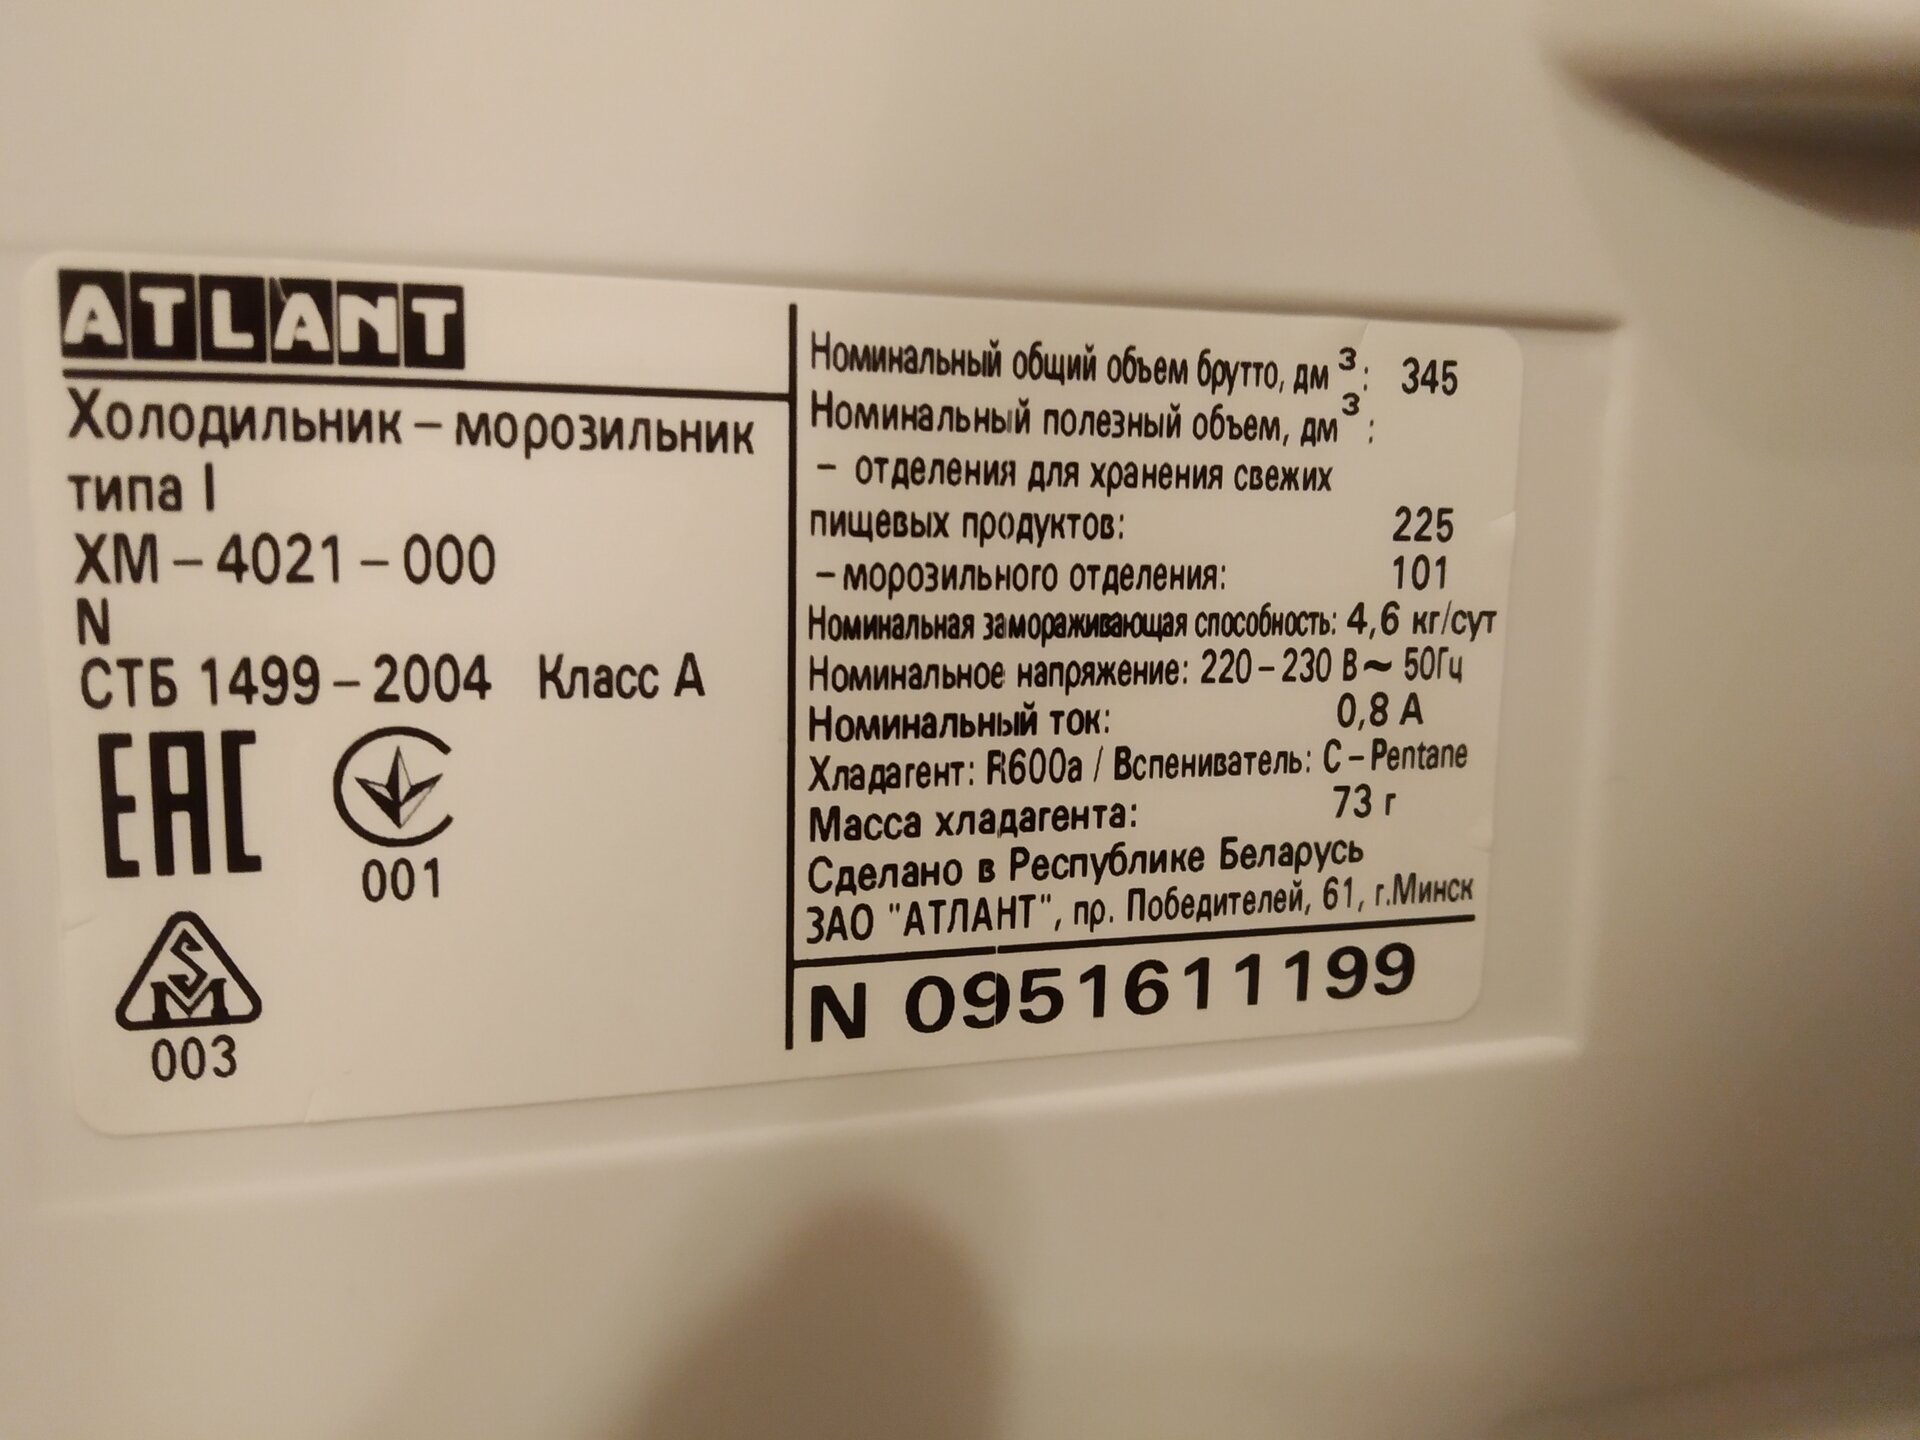 ATLANT
Холодильник – морозильник
типа I
ХМ – 4021 – 000
N
СТБ 1499 – 2004 Класс А
ЕАС
001
SM
003
Номинальный общий объем брутто, дм³: 345
Номинальный полезный объем, дм³:
– отделения для хранения свежих
пищевых продуктов: 225
– морозильного отделения: 101
Номинальная замораживающая способность: 4,6 кг/сут
Номинальное напряжение: 220 – 230 В ~ 50Гц
Номинальный ток: 0,8 А
Хладагент: R600a / Вспениватель: C – Pentane
Масса хладагента: 73 г
Сделано в Республике Беларусь
ЗАО "АТЛАНТ", пр. Победителей, 61, г.Минск
N 0951611199